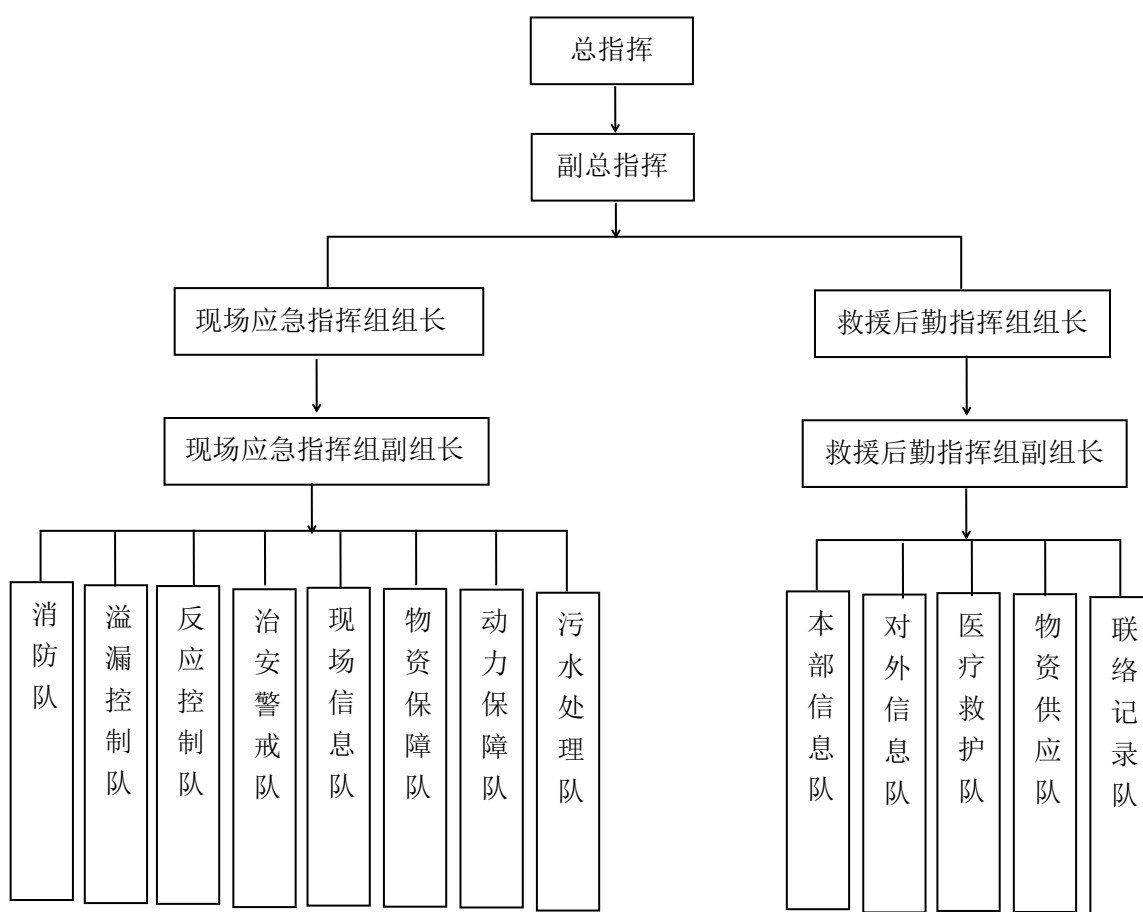 总指挥
副总指挥
现场应急指挥组组长
救援后勤指挥组组长
现场应急指挥组副组长
救援后勤指挥组副组长
消防队
溢漏控制队
反应控制队
治安警戒队
现场信息队
物资保障队
动力保障队
污水处理队
本部信息队
对外信息队
医疗救护队
物资供应队
联络记录队